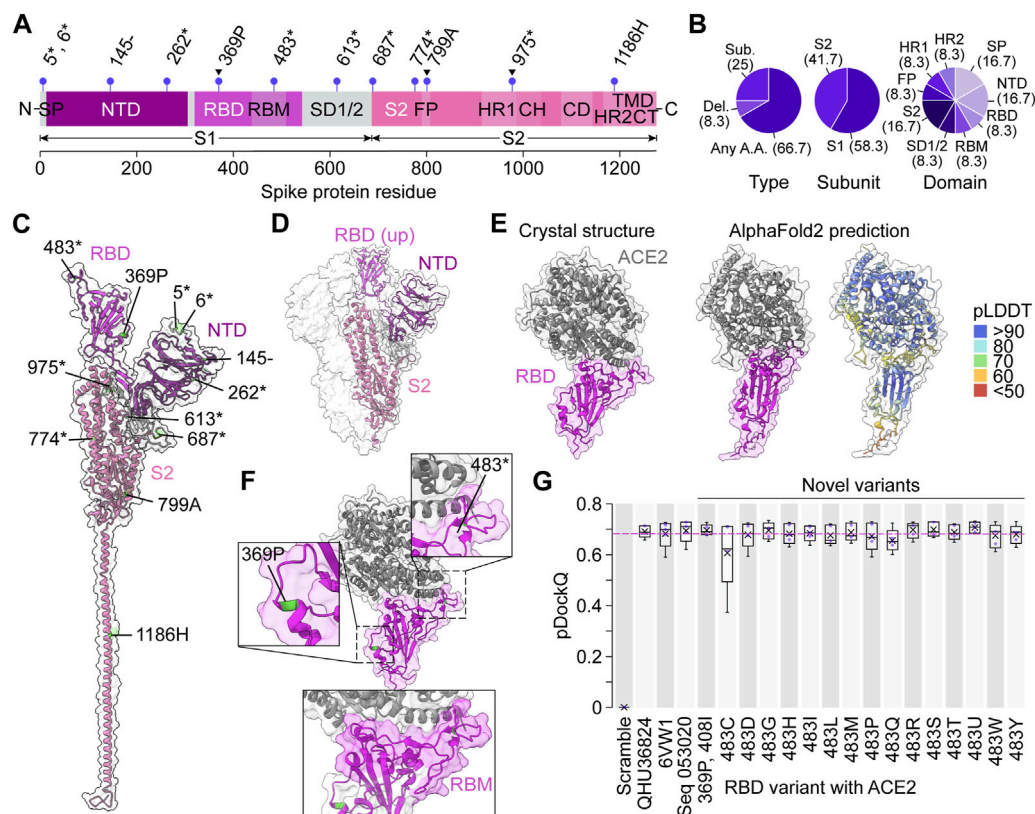 A
5*, 6*
145-
262*
369P
483*
613*
687*
774*
799A
975*
1186H
N
SP
NTD
RBD
RBM
SD1/2
S2
FP
HR1
CH
CD
TMD
HR2CT
C
S1
S2
0
200
400
600
800
1000
1200
Spike protein residue
B
Sub.
(25)
Del.
(8.3)
Any A.A. (66.7)
Type
S2
(41.7)
S1 (58.3)
Subunit
HR1
(8.3)
HR2
(8.3)
SP
(16.7)
NTD
(16.7)
RBD
(8.3)
RBM
(8.3)
SD1/2
(8.3)
S2
(16.7)
FP
(8.3)
Domain
C
483*
RBD
369P
5*
6*
NTD
145-
262*
975*
613*
687*
774*
S2
799A
1186H
D
RBD (up)
NTD
S2
E
Crystal structure
ACE2
RBD
AlphaFold2 prediction
pLDDT
>90
80
70
60
<50
F
483*
369P
RBM
G
Novel variants
pDockQ
0.8
0.6
0.4
0.2
0
Scramble
QHU36824
6VW1
Seq 053020
369P, 408I
483C
483D
483G
483H
483I
483L
483M
483P
483Q
483R
483S
483T
483U
483W
483Y
RBD variant with ACE2